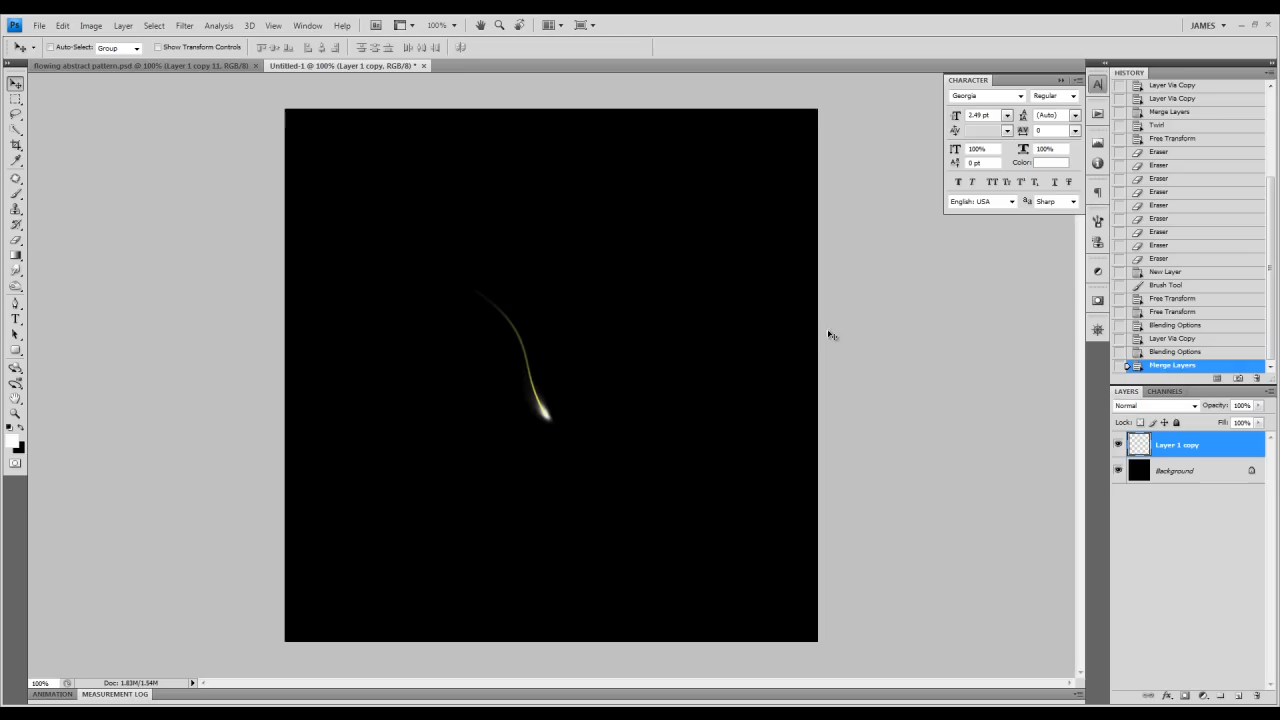 Ps File Edit Image Layer Select Filter Analysis 3D View Window Help 100% JAMES
Auto-Select: Group Show Transform Controls
flowing abstract pattern.psd @ 100% (Layer 1 copy 11, RGB/8) × Untitled-1 @ 100% (Layer 1 copy, RGB/8) * ×
CHARACTER
Georgia Regular
2.49 pt (Auto)
0
100% 100%
0 pt Color:
English: USA Sharp
HISTORY
Layer Via Copy
Layer Via Copy
Merge Layers
Twirl
Free Transform
Eraser
Eraser
Eraser
Eraser
Eraser
Eraser
Eraser
Eraser
Eraser
New Layer
Brush Tool
Free Transform
Free Transform
Blending Options
Layer Via Copy
Blending Options
Merge Layers
LAYERS CHANNELS
Normal Opacity: 100%
Lock: Fill: 100%
Layer 1 copy
Background
100% Doc: 1.83M/1.54M
ANIMATION MEASUREMENT LOG